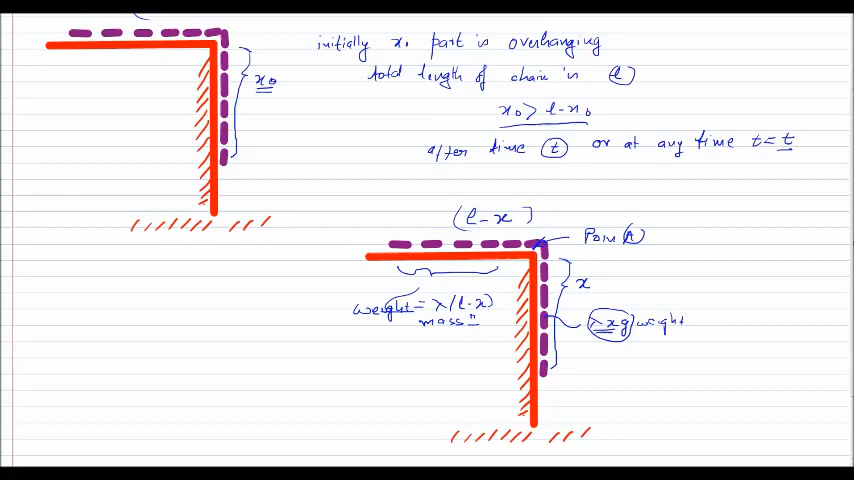 x₀
initially x₀ part is overhanging
total length of chain is l
x₀ > l-x₀
after time t or at any time t = t
(l-x)
Point A
x
weight = λ(l-x)
mass"
λxg weight